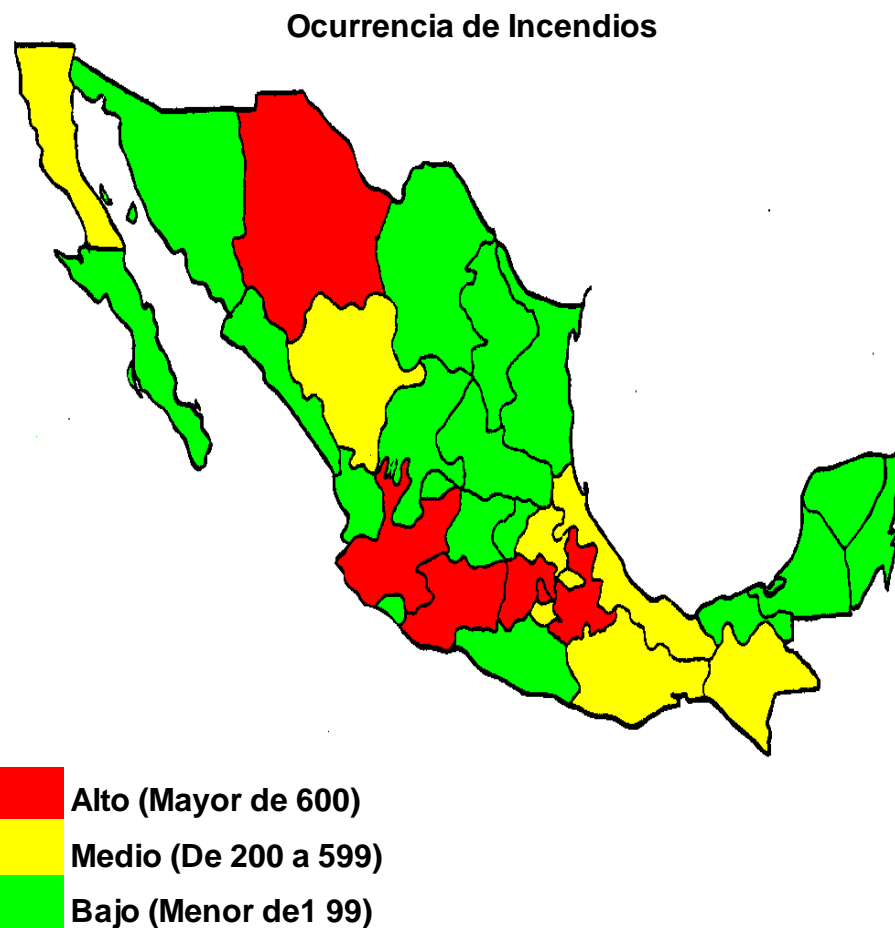 Ocurrencia de Incendios
Alto (Mayor de 600)
Medio (De 200 a 599)
Bajo (Menor de1 99)